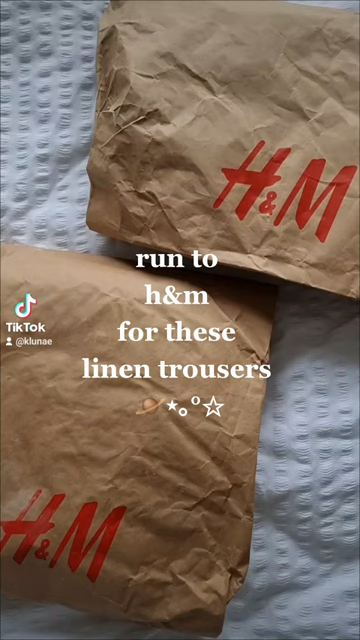 H&M
run to
h&m
for these
linen trousers
🪐⋆｡°☆
TikTok
@klunae
H&M